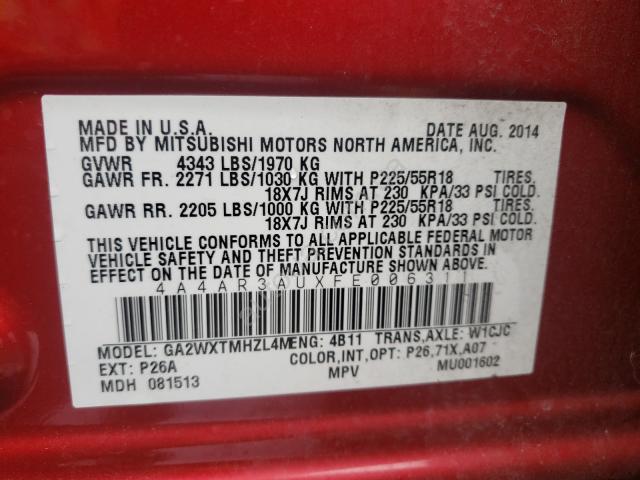 MADE IN U.S.A. DATE AUG. 2014
MFD BY MITSUBISHI MOTORS NORTH AMERICA, INC.
GVWR 4343 LBS/1970 KG
GAWR FR. 2271 LBS/1030 KG WITH P225/55R18 TIRES.
18X7J RIMS AT 230 KPA/33 PSI COLD.
GAWR RR. 2205 LBS/1000 KG WITH P225/55R18 TIRES.
18X7J RIMS AT 230 KPA/33 PSI COLD.
THIS VEHICLE CONFORMS TO ALL APPLICABLE FEDERAL MOTOR
VEHICLE SAFETY AND THEFT PREVENTION STANDARDS IN
EFFECT ON THE DATE OF MANUFACTURE SHOWN ABOVE.
4A4AR3AUXFE006311
MODEL: GA2WXTMHZL4M ENG: 4B11 TRANS,AXLE: W1CJC
EXT: P26A COLOR,INT,OPT: P26,71X,A07
MDH 081513 MPV MU001602